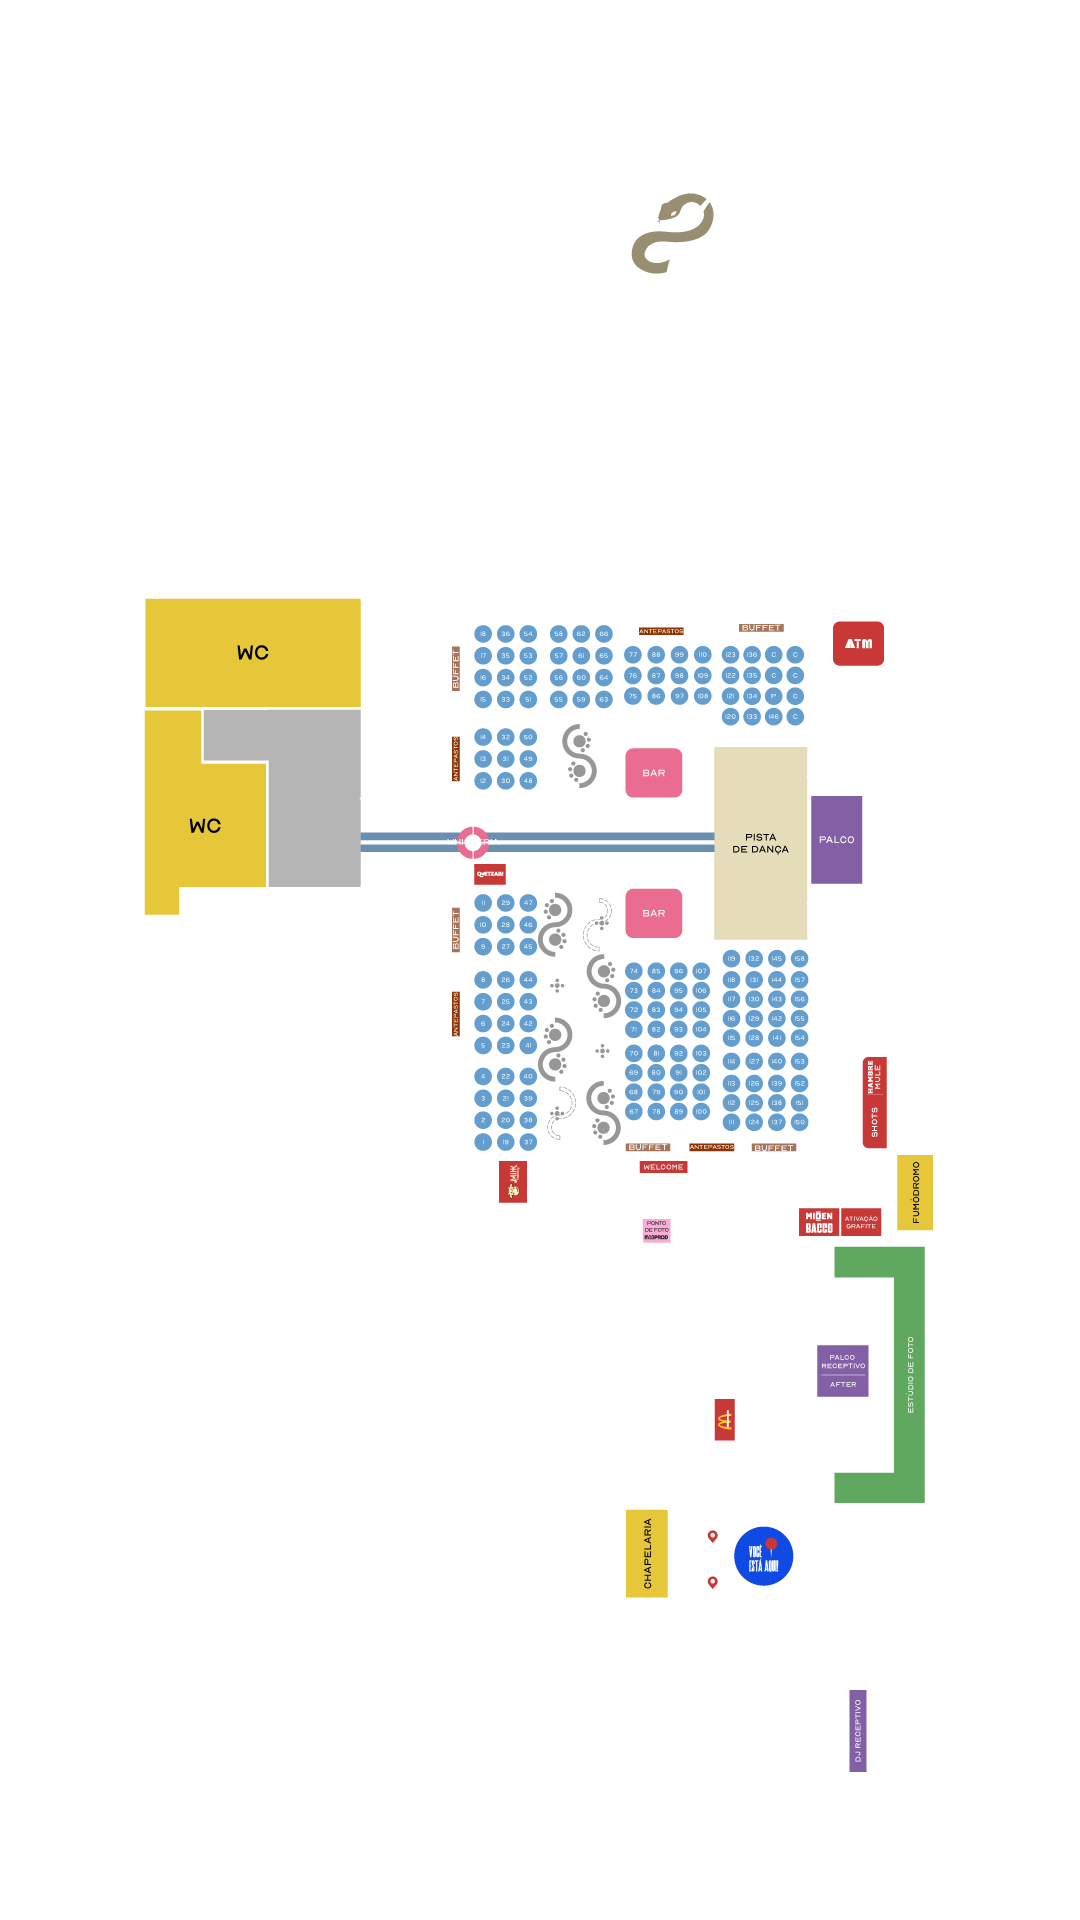 18 36 54 58 62 66
17 35 53 57 61 65
16 34 52 56 60 64
15 33 51 55 59 63
BUFFET
ANTEPASTOS
77 88 99 110
76 87 98 109
75 86 97 108
BUFFET
123 136 C C
122 135 C C
121 134 P C
120 133 146 C
ATM
WC
ANTEPASTOS
14 32 50
13 31 49
12 30 48
BAR
WC
PISTA
DE DANÇA
PALCO
QUETZALLI
BAR
BUFFET
11 29 47
10 28 46
9 27 45
ANTEPASTOS
8 26 44
7 25 43
6 24 42
5 23 41
4 22 40
3 21 39
2 20 38
1 19 37
74 85 96 107
73 84 95 106
72 83 94 105
71 82 93 104
70 81 92 103
69 80 91 102
68 79 90 101
67 78 89 100
119 132 145 158
118 131 144 157
117 130 143 156
116 129 142 155
115 128 141 154
114 127 140 153
113 126 139 152
112 125 138 151
111 124 137 150
HAMBRE
MULE
SHOTS
BUFFET
ANTEPASTOS
BUFFET
WELCOME
MIIK
FUMÓDROMO
PONTO
DE FOTO
MIOEN
BACCO
ATIVAÇÃO
GRAFITE
ESTÚDIO DE FOTO
PALCO
RECEPTIVO
AFTER
CHAPELARIA
VOCÊ
ESTÁ AQUI!
DJ RECEPTIVO